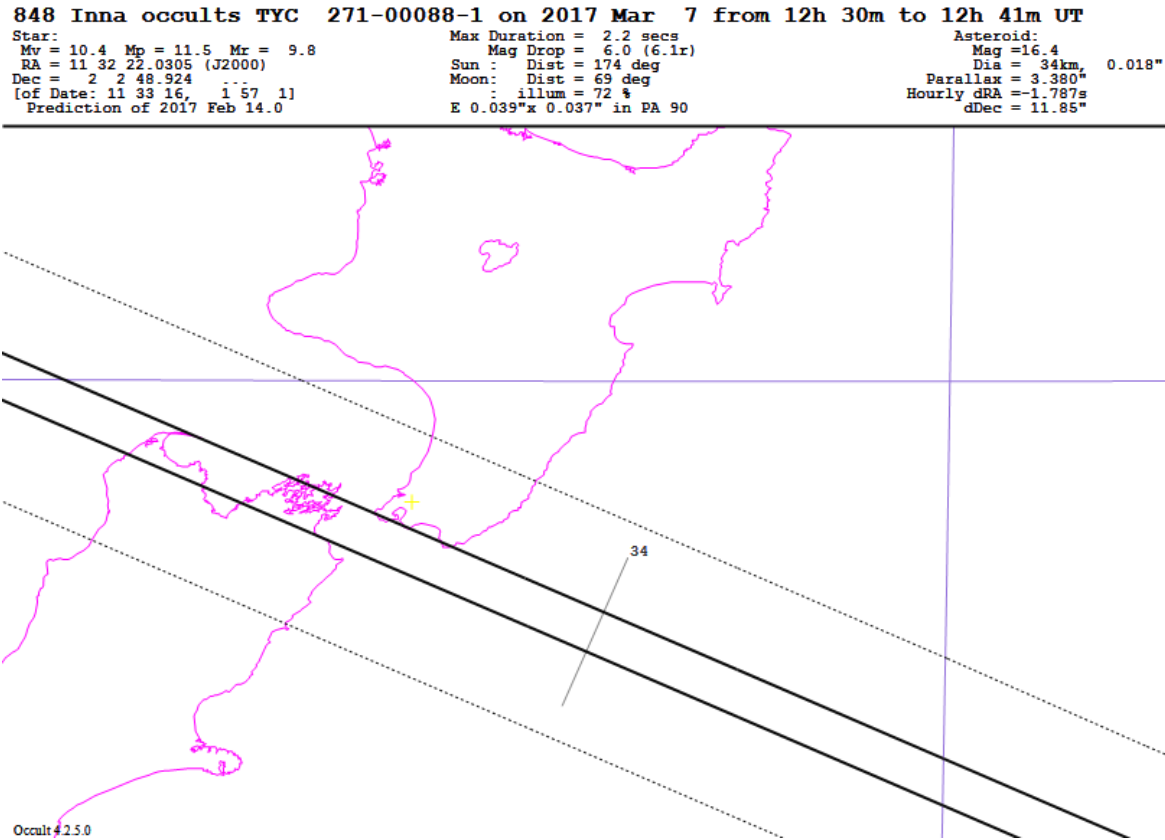 848 Inna occults TYC  271-00088-1 on 2017 Mar  7 from 12h 30m to 12h 41m UT
Star:
Mv = 10.4  Mp = 11.5  Mr =  9.8
RA = 11 32 22.0305 (J2000)
Dec =   2  2 48.924  ...
[of Date: 11 33 16,   1 57  1]
Prediction of 2017 Feb 14.0
Max Duration =  2.2 secs
Mag Drop =  6.0 (6.1r)
Sun :   Dist = 174 deg
Moon:   Dist = 69 deg
:  illum = 72 %
E 0.039"x 0.037" in PA 90
Asteroid:
Mag =16.4
Dia =  34km,  0.018"
Parallax = 3.380"
Hourly dRA =-1.787s
dDec = 11.85"
34
Occult 4.2.5.0